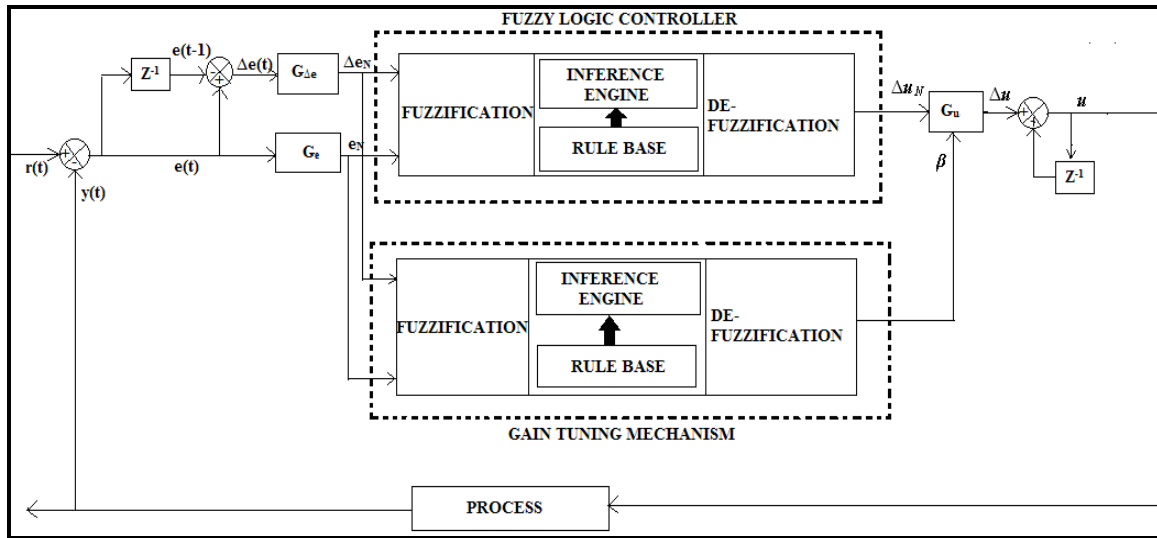 FUZZY LOGIC CONTROLLER
e(t-1)
Z-1
Δe(t)
GΔe
ΔeN
r(t)
y(t)
e(t)
Ge
eN
FUZZIFICATION
INFERENCE
ENGINE
RULE BASE
DE-
FUZZIFICATION
ΔuN
Gu
Δu
u
β
Z-1
FUZZIFICATION
INFERENCE
ENGINE
RULE BASE
DE-
FUZZIFICATION
GAIN TUNING MECHANISM
PROCESS